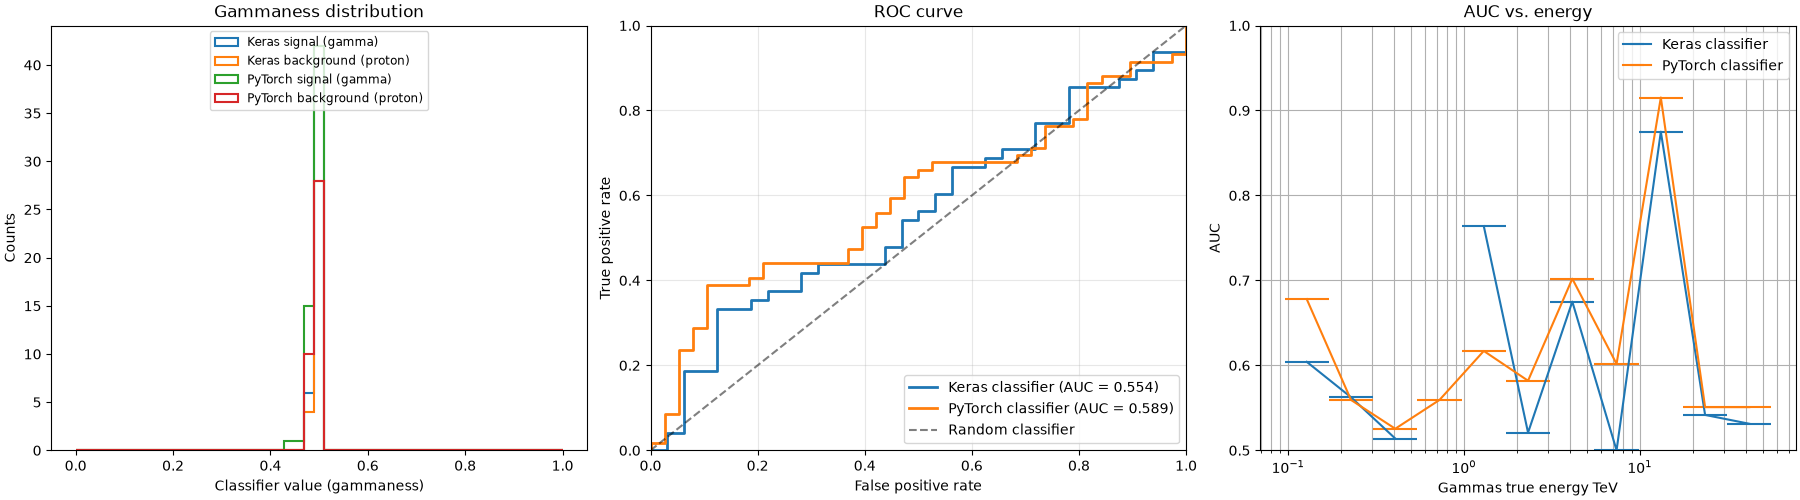 Gammaness distribution
Counts
40
35
30
25
20
15
10
5
0
0.0 0.2 0.4 0.6 0.8 1.0
Classifier value (gammaness)
Keras signal (gamma)
Keras background (proton)
PyTorch signal (gamma)
PyTorch background (proton)
ROC curve
True positive rate
1.0
0.8
0.6
0.4
0.2
0.0
0.0 0.2 0.4 0.6 0.8 1.0
False positive rate
Keras classifier (AUC = 0.554)
PyTorch classifier (AUC = 0.589)
Random classifier
AUC vs. energy
AUC
1.0
0.9
0.8
0.7
0.6
0.5
10⁻¹ 10⁰ 10¹
Gammas true energy TeV
Keras classifier
PyTorch classifier